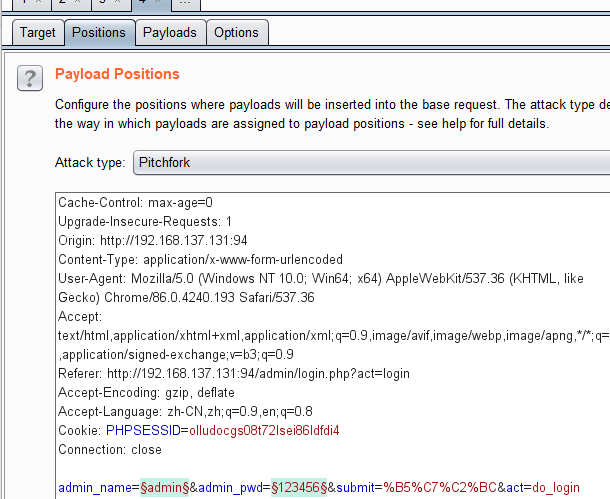 Target Positions Payloads Options
? Payload Positions
Configure the positions where payloads will be inserted into the base request. The attack type de
the way in which payloads are assigned to payload positions - see help for full details.
Attack type: Pitchfork
Cache-Control: max-age=0
Upgrade-Insecure-Requests: 1
Origin: http://192.168.137.131:94
Content-Type: application/x-www-form-urlencoded
User-Agent: Mozilla/5.0 (Windows NT 10.0; Win64; x64) AppleWebKit/537.36 (KHTML, like
Gecko) Chrome/86.0.4240.193 Safari/537.36
Accept:
text/html,application/xhtml+xml,application/xml;q=0.9,image/avif,image/webp,image/apng,*/*;q=
,application/signed-exchange;v=b3;q=0.9
Referer: http://192.168.137.131:94/admin/login.php?act=login
Accept-Encoding: gzip, deflate
Accept-Language: zh-CN,zh;q=0.9,en;q=0.8
Cookie: PHPSESSID=olludocgs08t72lsei86ldfdi4
Connection: close
admin_name=§admin§&admin_pwd=§123456§&submit=%B5%C7%C2%BC&act=do_login